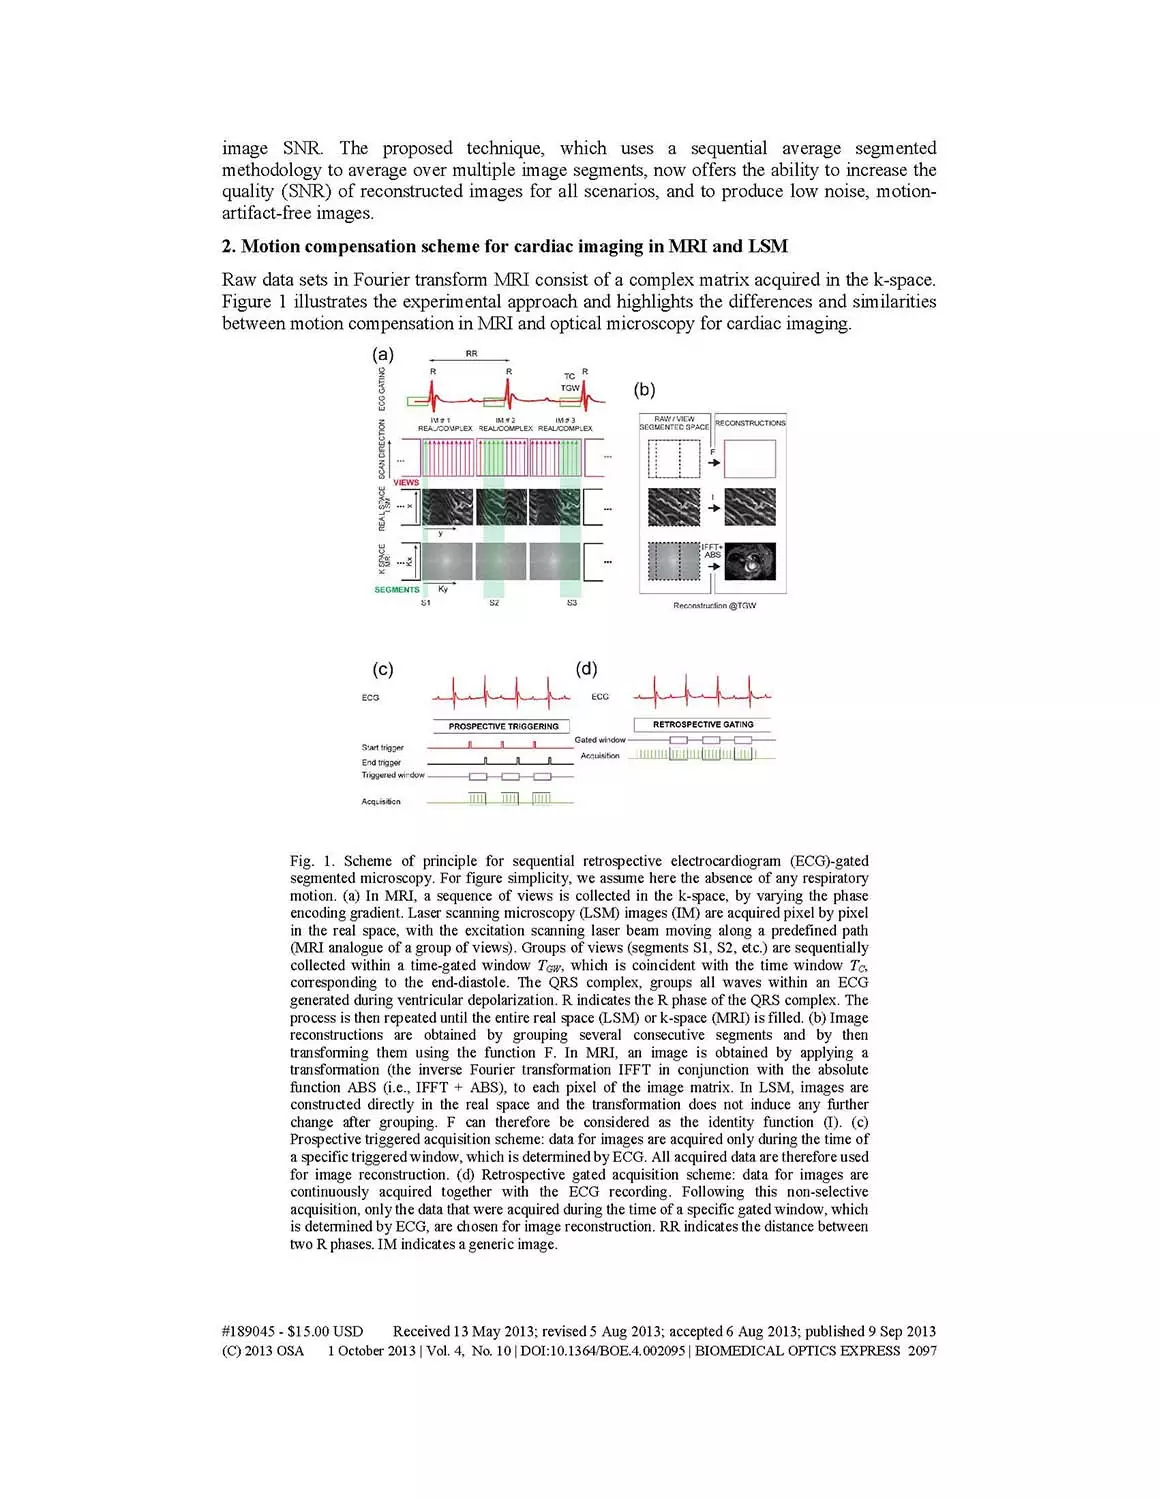 image SNR. The proposed technique, which uses a sequential average segmented
methodology to average over multiple image segments, now offers the ability to increase the
quality (SNR) of reconstructed images for all scenarios, and to produce low noise, motion-
artifact-free images.
2. Motion compensation scheme for cardiac imaging in MRI and LSM
Raw data sets in Fourier transform MRI consist of a complex matrix acquired in the k-space.
Figure 1 illustrates the experimental approach and highlights the differences and similarities
between motion compensation in MRI and optical microscopy for cardiac imaging.
(a)
RR
R R TC R
TGW
ECG GATING
IM # 1 IM # 2 IM # 3
REAL/COMPLEX REAL/COMPLEX REAL/COMPLEX
SCAN DIRECTION
...
...
VIEWS
REAL SPACE
LSM
... x
...
y
K SPACE
MRI
... Kx
...
SEGMENTS Ky
S1 S2 S3
(b)
RAW / VIEW
SEGMENTED SPACE
RECONSTRUCTIONS
F
I
IFFT+
ABS
Reconstruction @TGW
(c)
ECG
PROSPECTIVE TRIGGERING
Start trigger
End trigger
Triggered window
Acquisition
(d)
ECG
RETROSPECTIVE GATING
Gated window
Acquisition
Fig. 1. Scheme of principle for sequential retrospective electrocardiogram (ECG)-gated
segmented microscopy. For figure simplicity, we assume here the absence of any respiratory
motion. (a) In MRI, a sequence of views is collected in the k-space, by varying the phase
encoding gradient. Laser scanning microscopy (LSM) images (IM) are acquired pixel by pixel
in the real space, with the excitation scanning laser beam moving along a predefined path
(MRI analogue of a group of views). Groups of views (segments S1, S2, etc.) are sequentially
collected within a time-gated window TGW, which is coincident with the time window TC,
corresponding to the end-diastole. The QRS complex, groups all waves within an ECG
generated during ventricular depolarization. R indicates the R phase of the QRS complex. The
process is then repeated until the entire real space (LSM) or k-space (MRI) is filled. (b) Image
reconstructions are obtained by grouping several consecutive segments and by then
transforming them using the function F. In MRI, an image is obtained by applying a
transformation (the inverse Fourier transformation IFFT in conjunction with the absolute
function ABS (i.e., IFFT + ABS), to each pixel of the image matrix. In LSM, images are
constructed directly in the real space and the transformation does not induce any further
change after grouping. F can therefore be considered as the identity function (I). (c)
Prospective triggered acquisition scheme: data for images are acquired only during the time of
a specific triggered window, which is determined by ECG. All acquired data are therefore used
for image reconstruction. (d) Retrospective gated acquisition scheme: data for images are
continuously acquired together with the ECG recording. Following this non-selective
acquisition, only the data that were acquired during the time of a specific gated window, which
is determined by ECG, are chosen for image reconstruction. RR indicates the distance between
two R phases. IM indicates a generic image.
#189045 - $15.00 USD Received 13 May 2013; revised 5 Aug 2013; accepted 6 Aug 2013; published 9 Sep 2013
(C) 2013 OSA 1 October 2013 | Vol. 4, No. 10 | DOI:10.1364/BOE.4.002095 | BIOMEDICAL OPTICS EXPRESS 2097